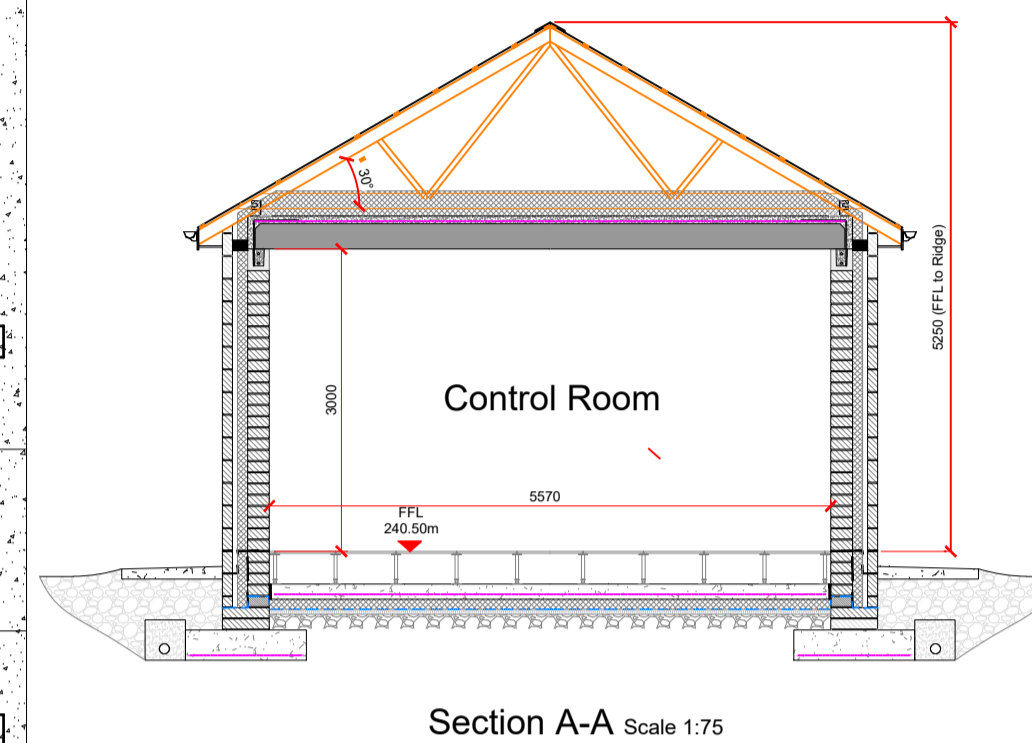 30°
5250 (FFL to Ridge)
3000
Control Room
5570
FFL
240.50m
Section A-A Scale 1:75